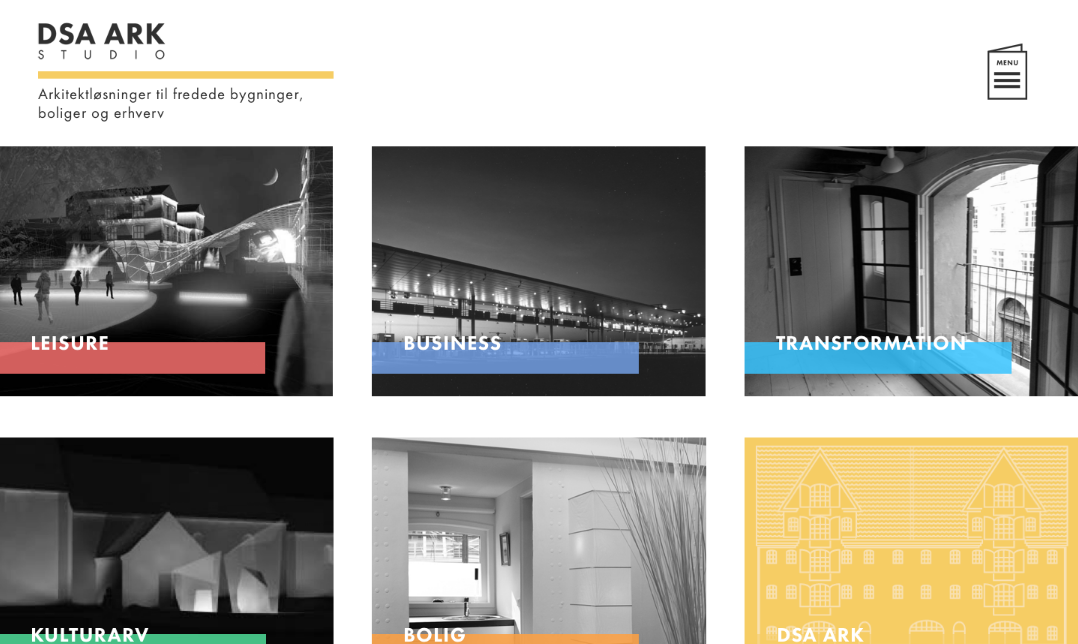 DSA ARK
STUDIO
Arkitektløsninger til fredede bygninger,
boliger og erhverv
MENU
LEISURE
BUSINESS
TRANSFORMATION
KULTURARV
BOLIG
DSA ARK